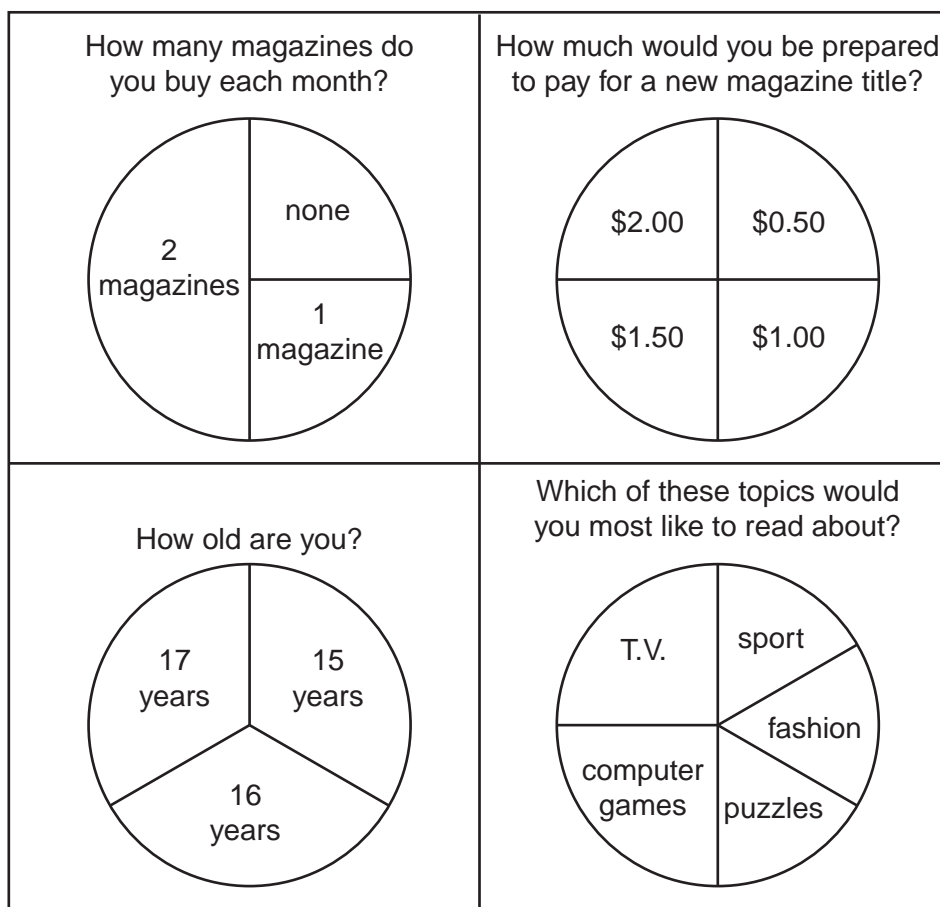 How many magazines do
you buy each month?
none
2
magazines
1
magazine
How much would you be prepared
to pay for a new magazine title?
$2.00
$0.50
$1.50
$1.00
How old are you?
17
years
15
years
16
years
Which of these topics would
you most like to read about?
T.V.
sport
fashion
computer
games
puzzles